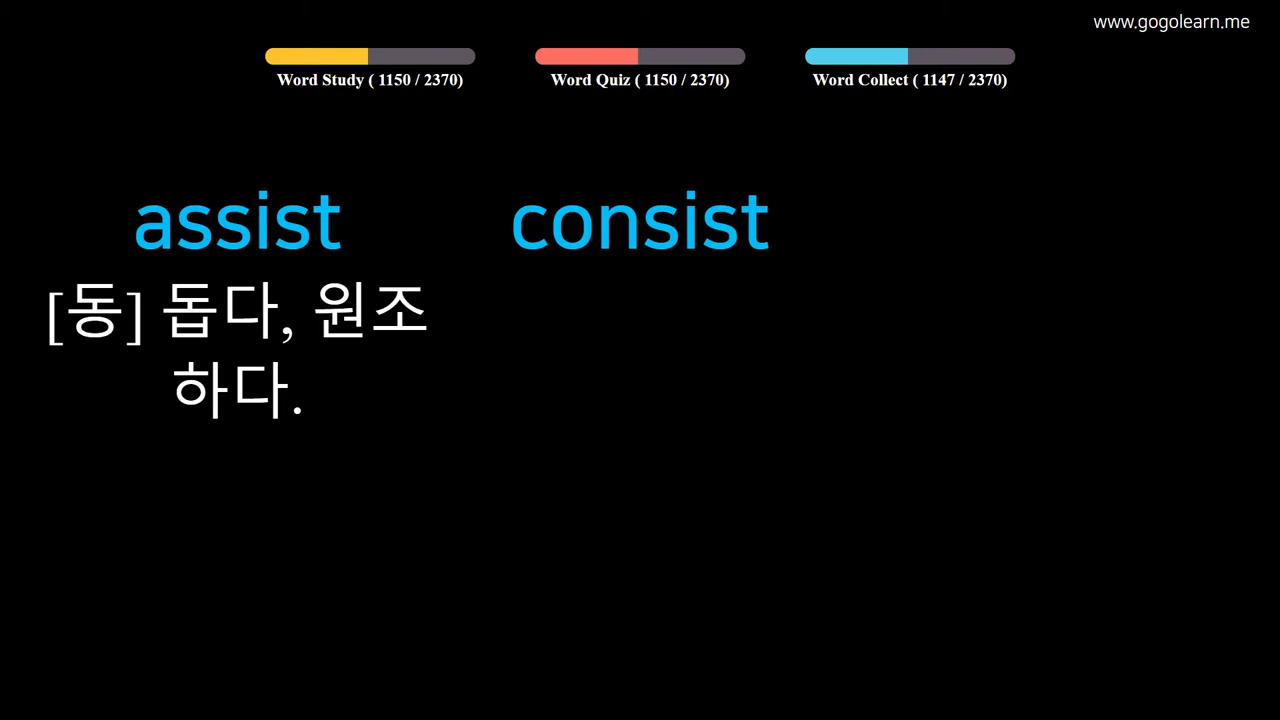 www.gogolearn.me
Word Study ( 1150 / 2370)
Word Quiz ( 1150 / 2370)
Word Collect ( 1147 / 2370)
assist
consist
[동] 돕다, 원조
하다.